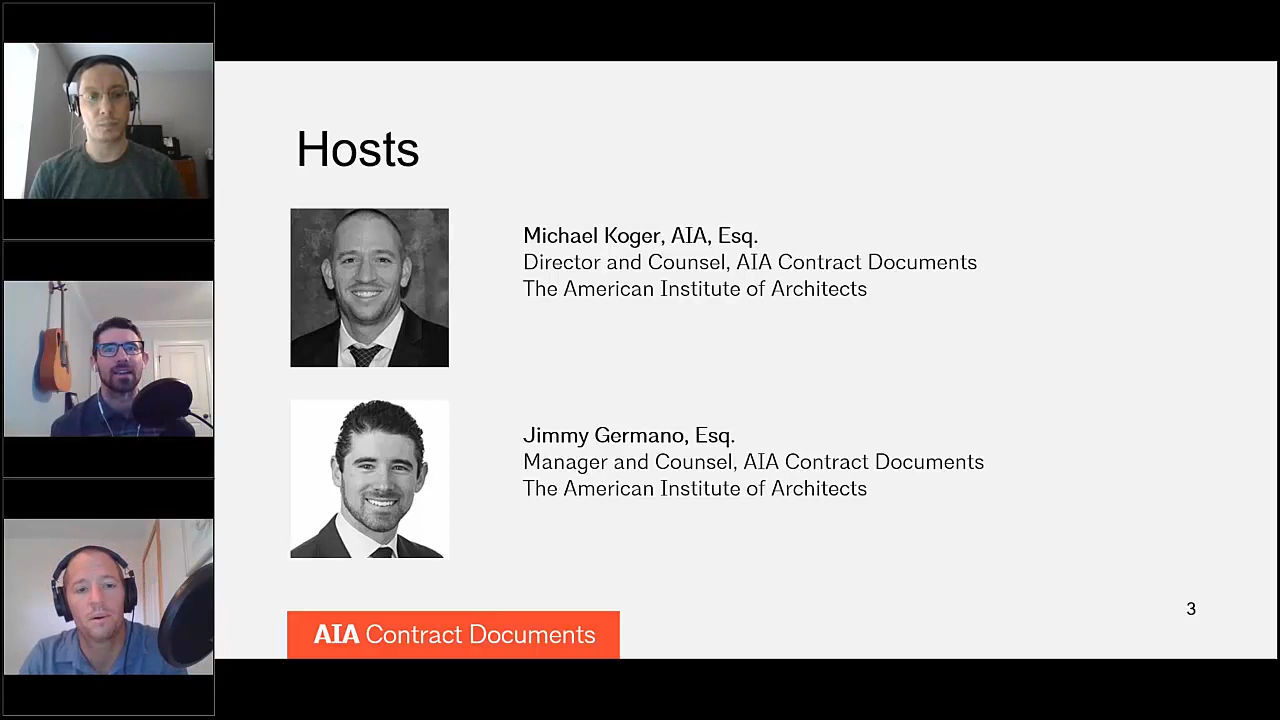 Hosts
Michael Koger, AIA, Esq.
Director and Counsel, AIA Contract Documents
The American Institute of Architects
Jimmy Germano, Esq.
Manager and Counsel, AIA Contract Documents
The American Institute of Architects
3
AIA Contract Documents